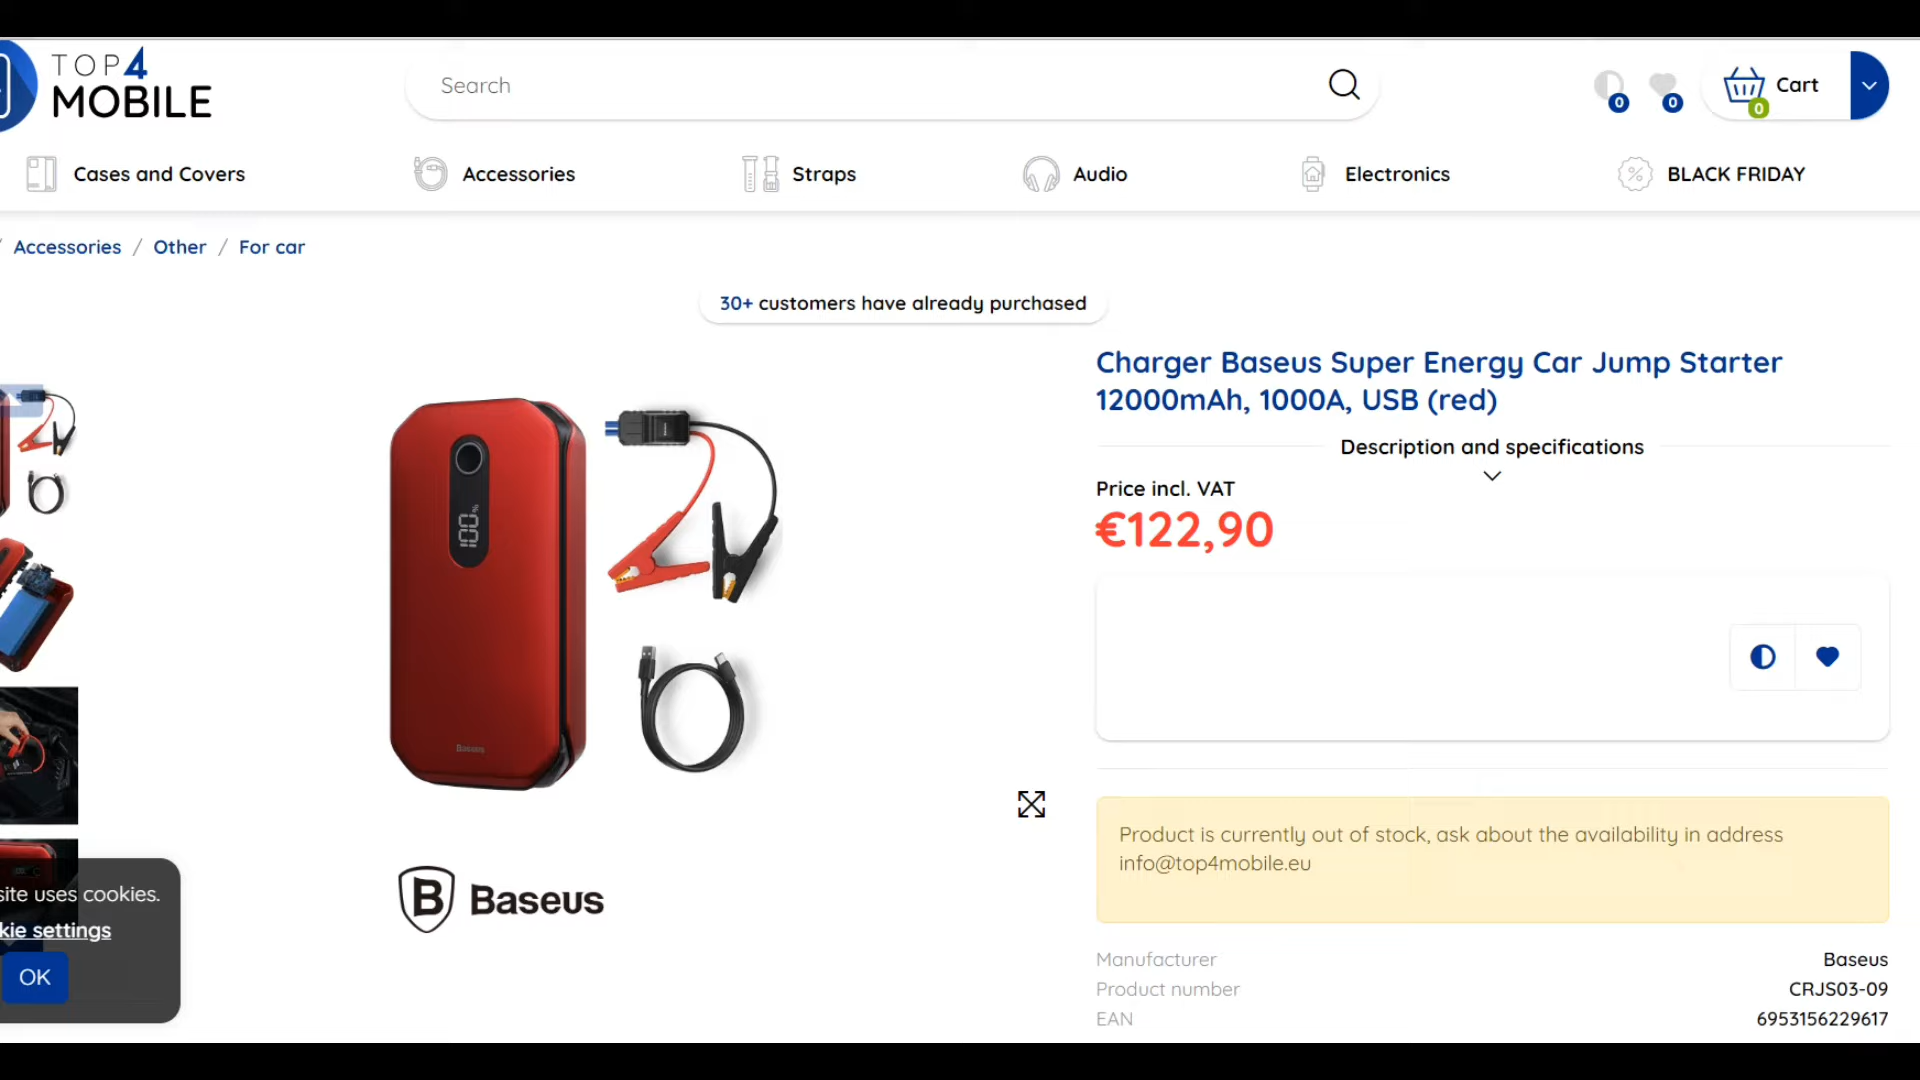 TOP4
MOBILE
Search
0
0
0
Cart
Cases and Covers
Accessories
Straps
Audio
Electronics
BLACK FRIDAY
/ Accessories / Other / For car
30+ customers have already purchased
Charger Baseus Super Energy Car Jump Starter
12000mAh, 1000A, USB (red)
Description and specifications
Price incl. VAT
€122,90
100%
Baseus
B Baseus
Product is currently out of stock, ask about the availability in address
info@top4mobile.eu
site uses cookies.
kie settings
OK
Manufacturer Baseus
Product number CRJS03-09
EAN 6953156229617